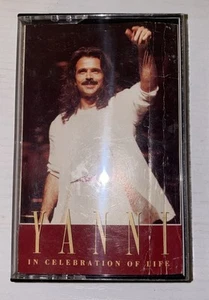 YANNI
IN CELEBRATION OF LIFE